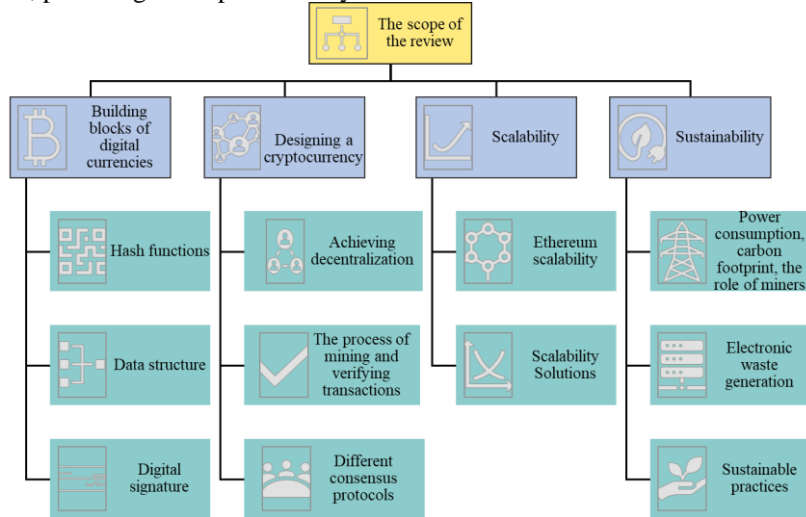 The scope of
the review
Building
blocks of
digital
currencies
Designing a
cryptocurrency
Scalability
Sustainability
Hash functions
Achieving
decentralization
Ethereum
scalability
Power
consumption,
carbon
footprint, the
role of miners
Data structure
The process of
mining and
verifying
transactions
Scalability
Solutions
Electronic
waste
generation
Digital
signature
Different
consensus
protocols
Sustainable
practices